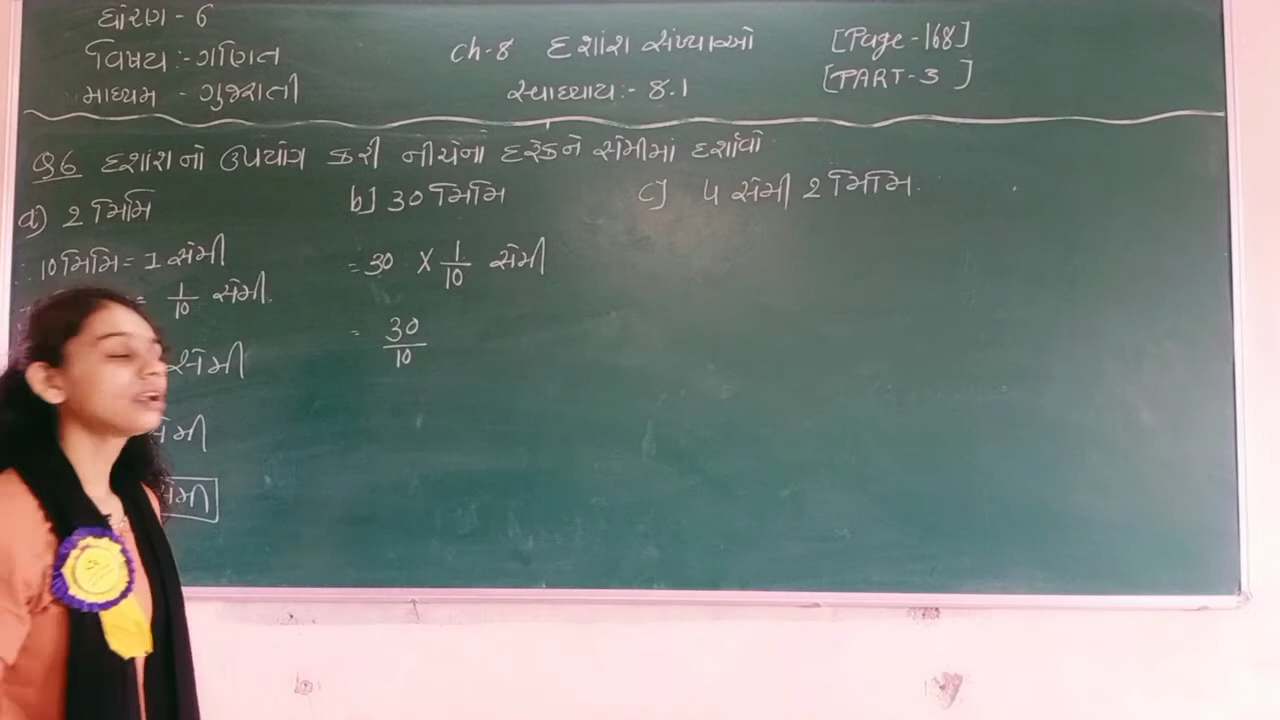 ધોરણ - 6
વિષય :- ગણિત
માધ્યમ - ગુજરાતી
ch-8 દશાંશ સંખ્યાઓ
સ્વાધ્યાય :- 8.1
[Page-168]
[PART-3]
Q6 દશાંશનો ઉપયોગ કરી નીચેનાં દરેકને સેમીમાં દર્શાવો
a) 2 મિમિ
∴ 10 મિમિ = 1 સેમી
= 1/10 સેમી.
સેમી
સેમી
સેમી
b] 30 મિમિ
= 30 X 1/10 સેમી
= 30/10
c] 4 સેમી 2 મિમિ.